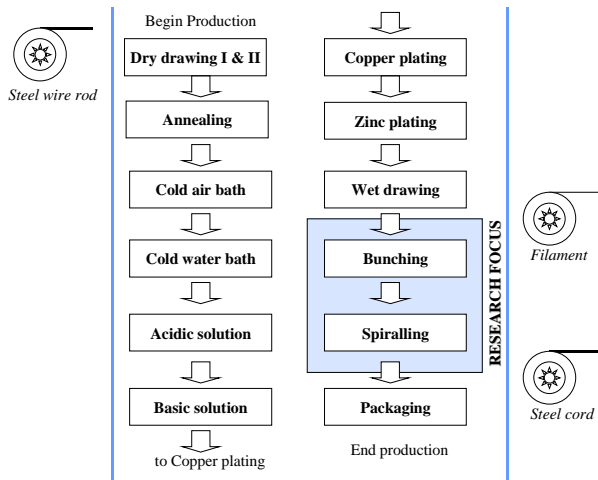 Begin Production
Steel wire rod
Dry drawing I & II
Annealing
Cold air bath
Cold water bath
Acidic solution
Basic solution
to Copper plating
Copper plating
Zinc plating
Wet drawing
Bunching
Spiralling
RESEARCH FOCUS
Packaging
End production
Filament
Steel cord